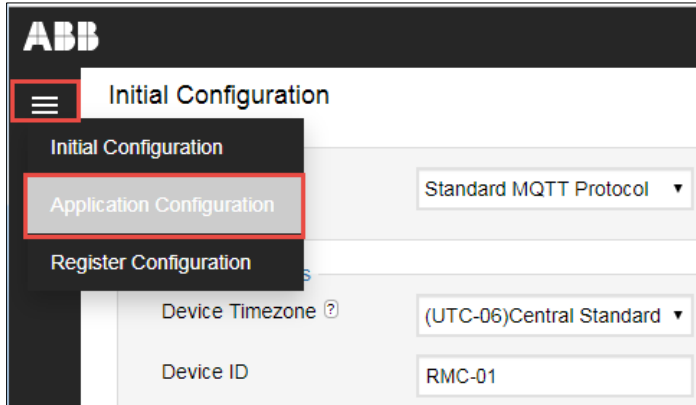 ABB
Initial Configuration
Initial Configuration
Standard MQTT Protocol
Application Configuration
Register Configuration
s
Device Timezone ?
(UTC-06)Central Standard
Device ID
RMC-01